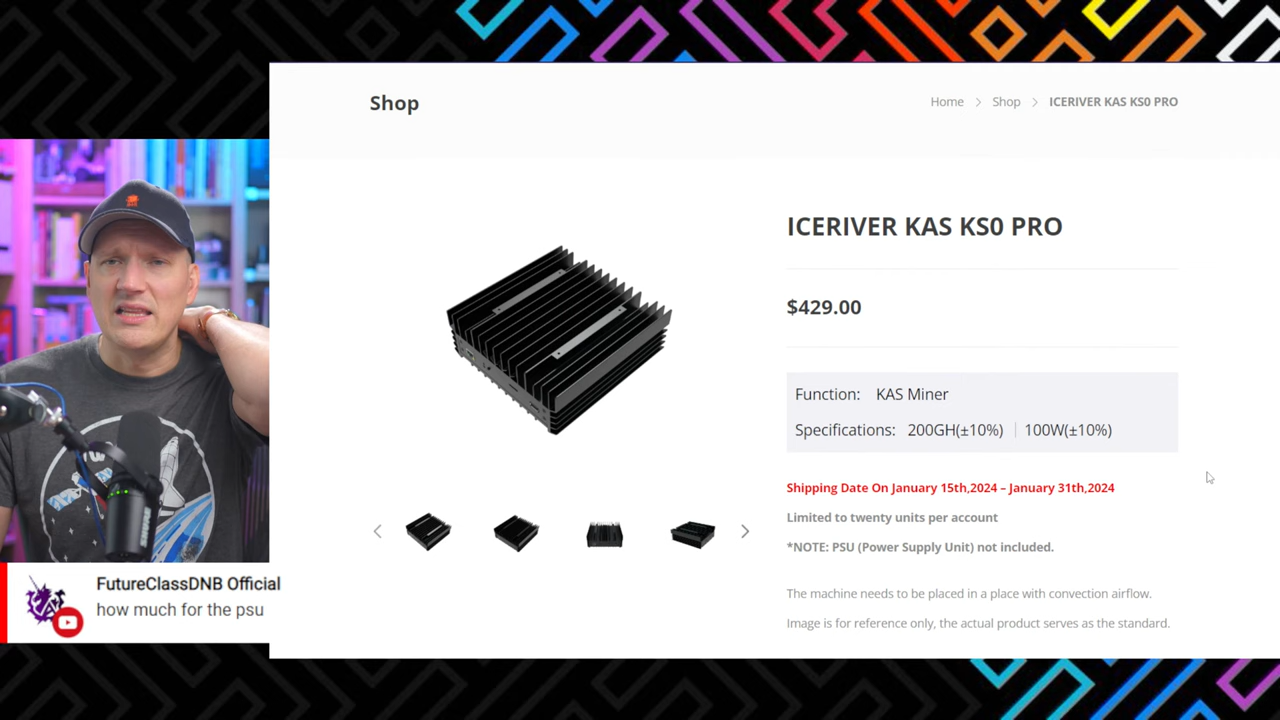 Shop
Home > Shop > ICERIVER KAS KS0 PRO
ICERIVER KAS KS0 PRO
$429.00
Function: KAS Miner
Specifications: 200GH(±10%) | 100W(±10%)
Shipping Date On January 15th,2024 – January 31th,2024
Limited to twenty units per account
*NOTE: PSU (Power Supply Unit) not included.
The machine needs to be placed in a place with convection airflow.
Image is for reference only, the actual product serves as the standard.
SHURE
FutureClassDNB Official
how much for the psu